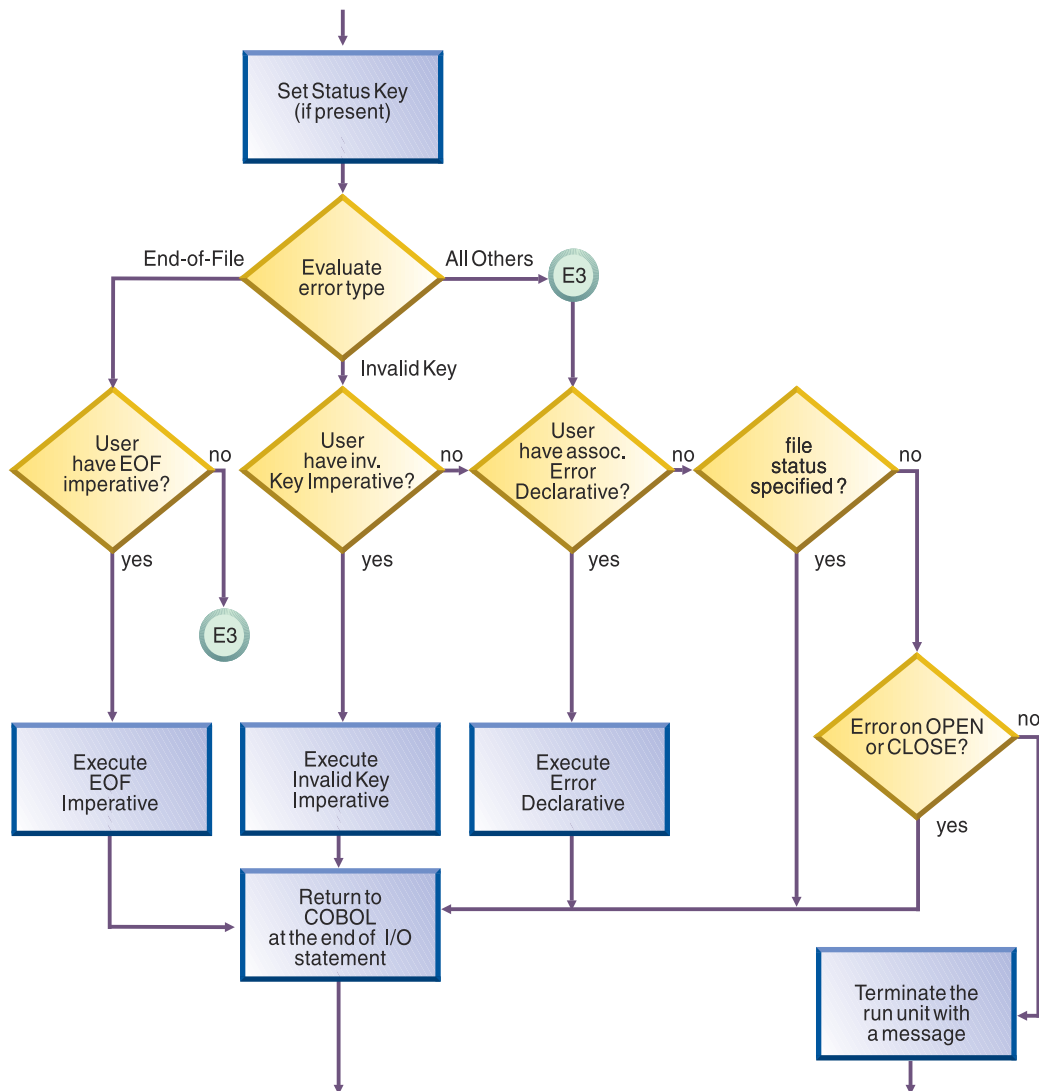 Set Status Key
(if present)
End-of-File
Evaluate
error type
All Others
E3
Invalid Key
User
have EOF
imperative?
no
User
have inv.
Key Imperative?
no
User
have assoc.
Error
Declarative?
no
file
status
specified ?
no
yes
yes
yes
yes
E3
Error on OPEN
or CLOSE?
no
yes
Execute
EOF
Imperative
Execute
Invalid Key
Imperative
Execute
Error
Declarative
Return to
COBOL
at the end of I/O
statement
Terminate the
run unit with
a message